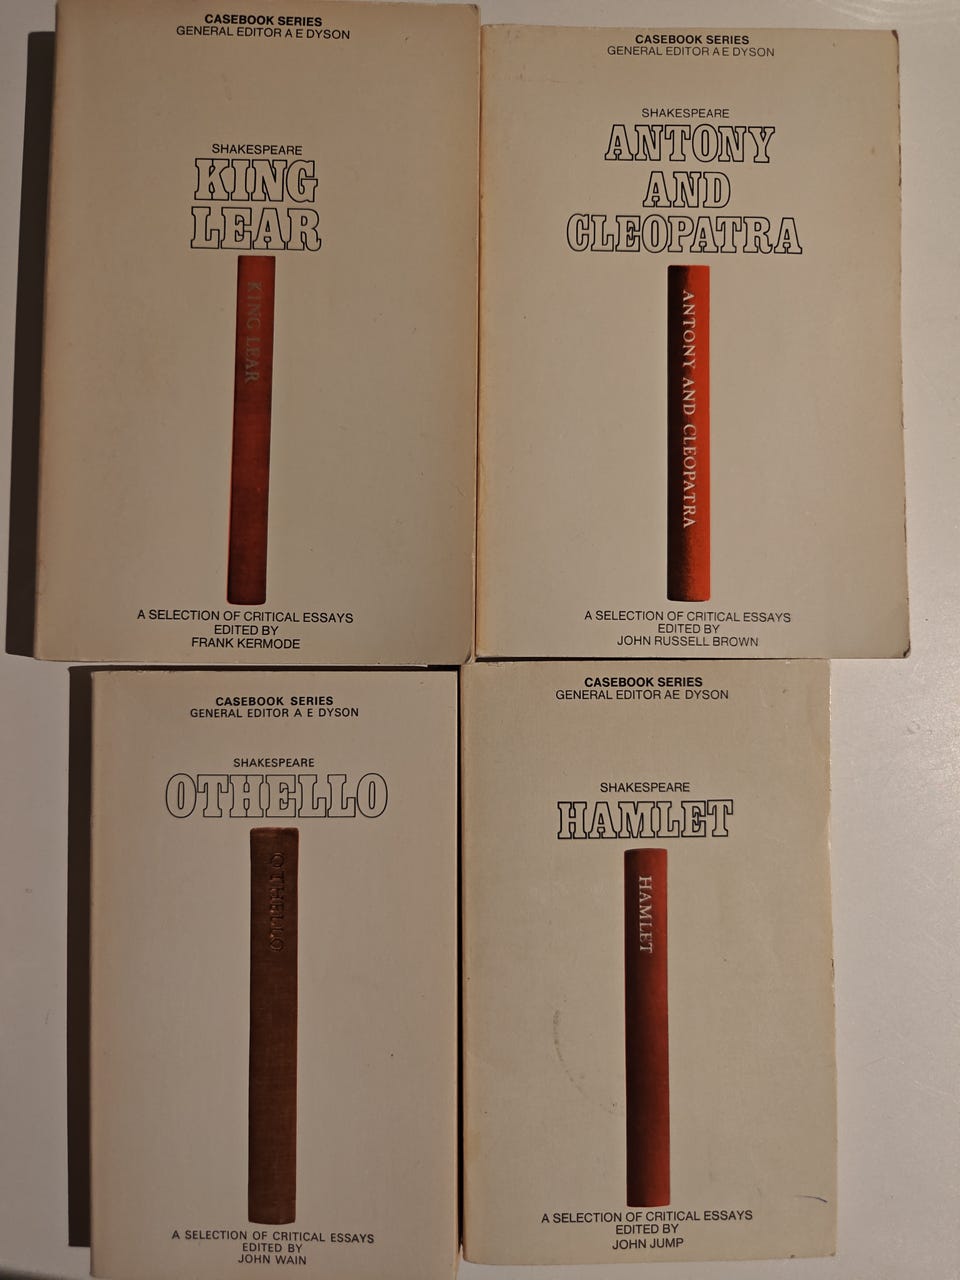 CASEBOOK SERIES
GENERAL EDITOR A E DYSON
SHAKESPEARE
KING
LEAR
KING LEAR
A SELECTION OF CRITICAL ESSAYS
EDITED BY
FRANK KERMODE
CASEBOOK SERIES
GENERAL EDITOR A E DYSON
SHAKESPEARE
ANTONY
AND
CLEOPATRA
ANTONY AND CLEOPATRA
A SELECTION OF CRITICAL ESSAYS
EDITED BY
JOHN RUSSELL BROWN
CASEBOOK SERIES
GENERAL EDITOR A E DYSON
SHAKESPEARE
OTHELLO
OTHELLO
A SELECTION OF CRITICAL ESSAYS
EDITED BY
JOHN WAIN
CASEBOOK SERIES
GENERAL EDITOR AE DYSON
SHAKESPEARE
HAMLET
HAMLET
A SELECTION OF CRITICAL ESSAYS
EDITED BY
JOHN JUMP